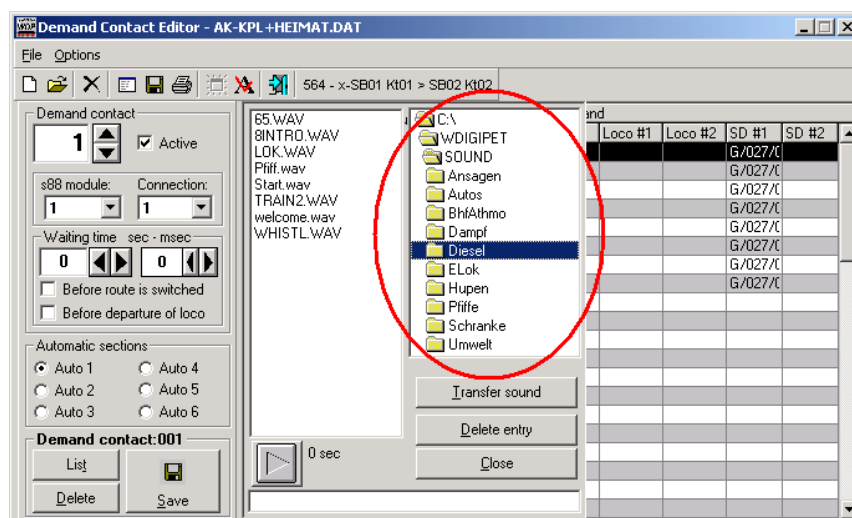 Demand Contact Editor - AK-KPL+HEIMAT.DAT
File Options
564 - x-SB01 Kt01 > SB02 Kt02
Demand contact
1
Active
s88 module: Connection:
1 1
Waiting time sec - msec
0 0
Before route is switched
Before departure of loco
Automatic sections
Auto 1 Auto 4
Auto 2 Auto 5
Auto 3 Auto 6
Demand contact:001
List
Delete Save
65.WAV
8INTRO.WAV
LOK.WAV
Pfiff.wav
Start.wav
TRAIN2.WAV
welcome.wav
WHISTL.WAV
0 sec
C:\
WDIGIPET
SOUND
Ansagen
Autos
BhfAthmo
Dampf
Diesel
ELok
Hupen
Pfiffe
Schranke
Umwelt
Transfer sound
Delete entry
Close
Loco #1 Loco #2 SD #1 SD #2
G/027/
G/027/
G/027/
G/027/
G/027/
G/027/
G/027/
G/027/